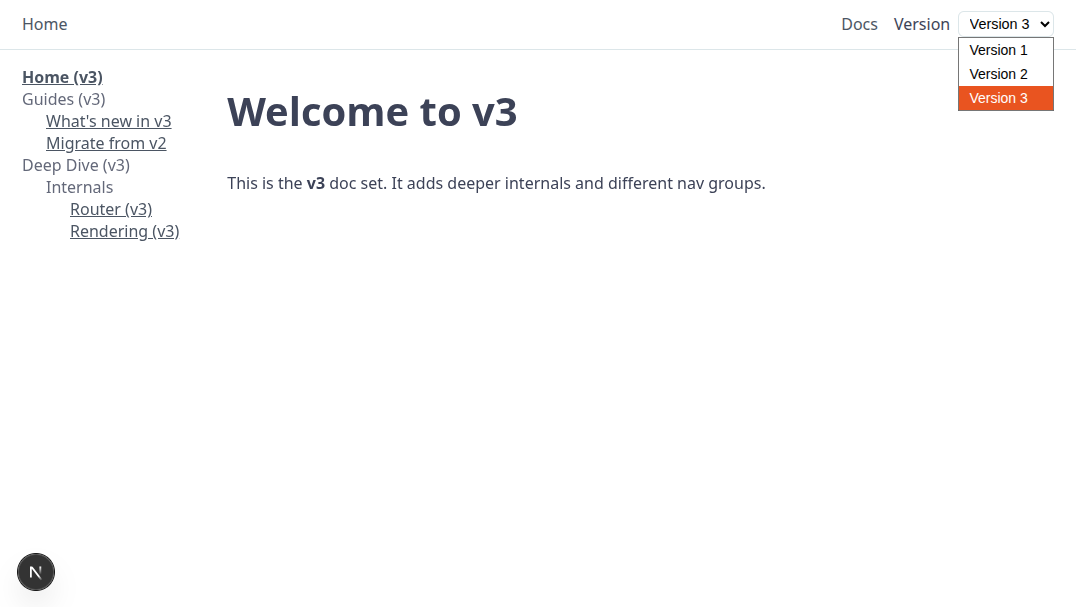 Home
Docs Version Version 3
Version 1
Version 2
Version 3
Home (v3)
Guides (v3)
What's new in v3
Migrate from v2
Deep Dive (v3)
Internals
Router (v3)
Rendering (v3)
Welcome to v3
This is the v3 doc set. It adds deeper internals and different nav groups.
N